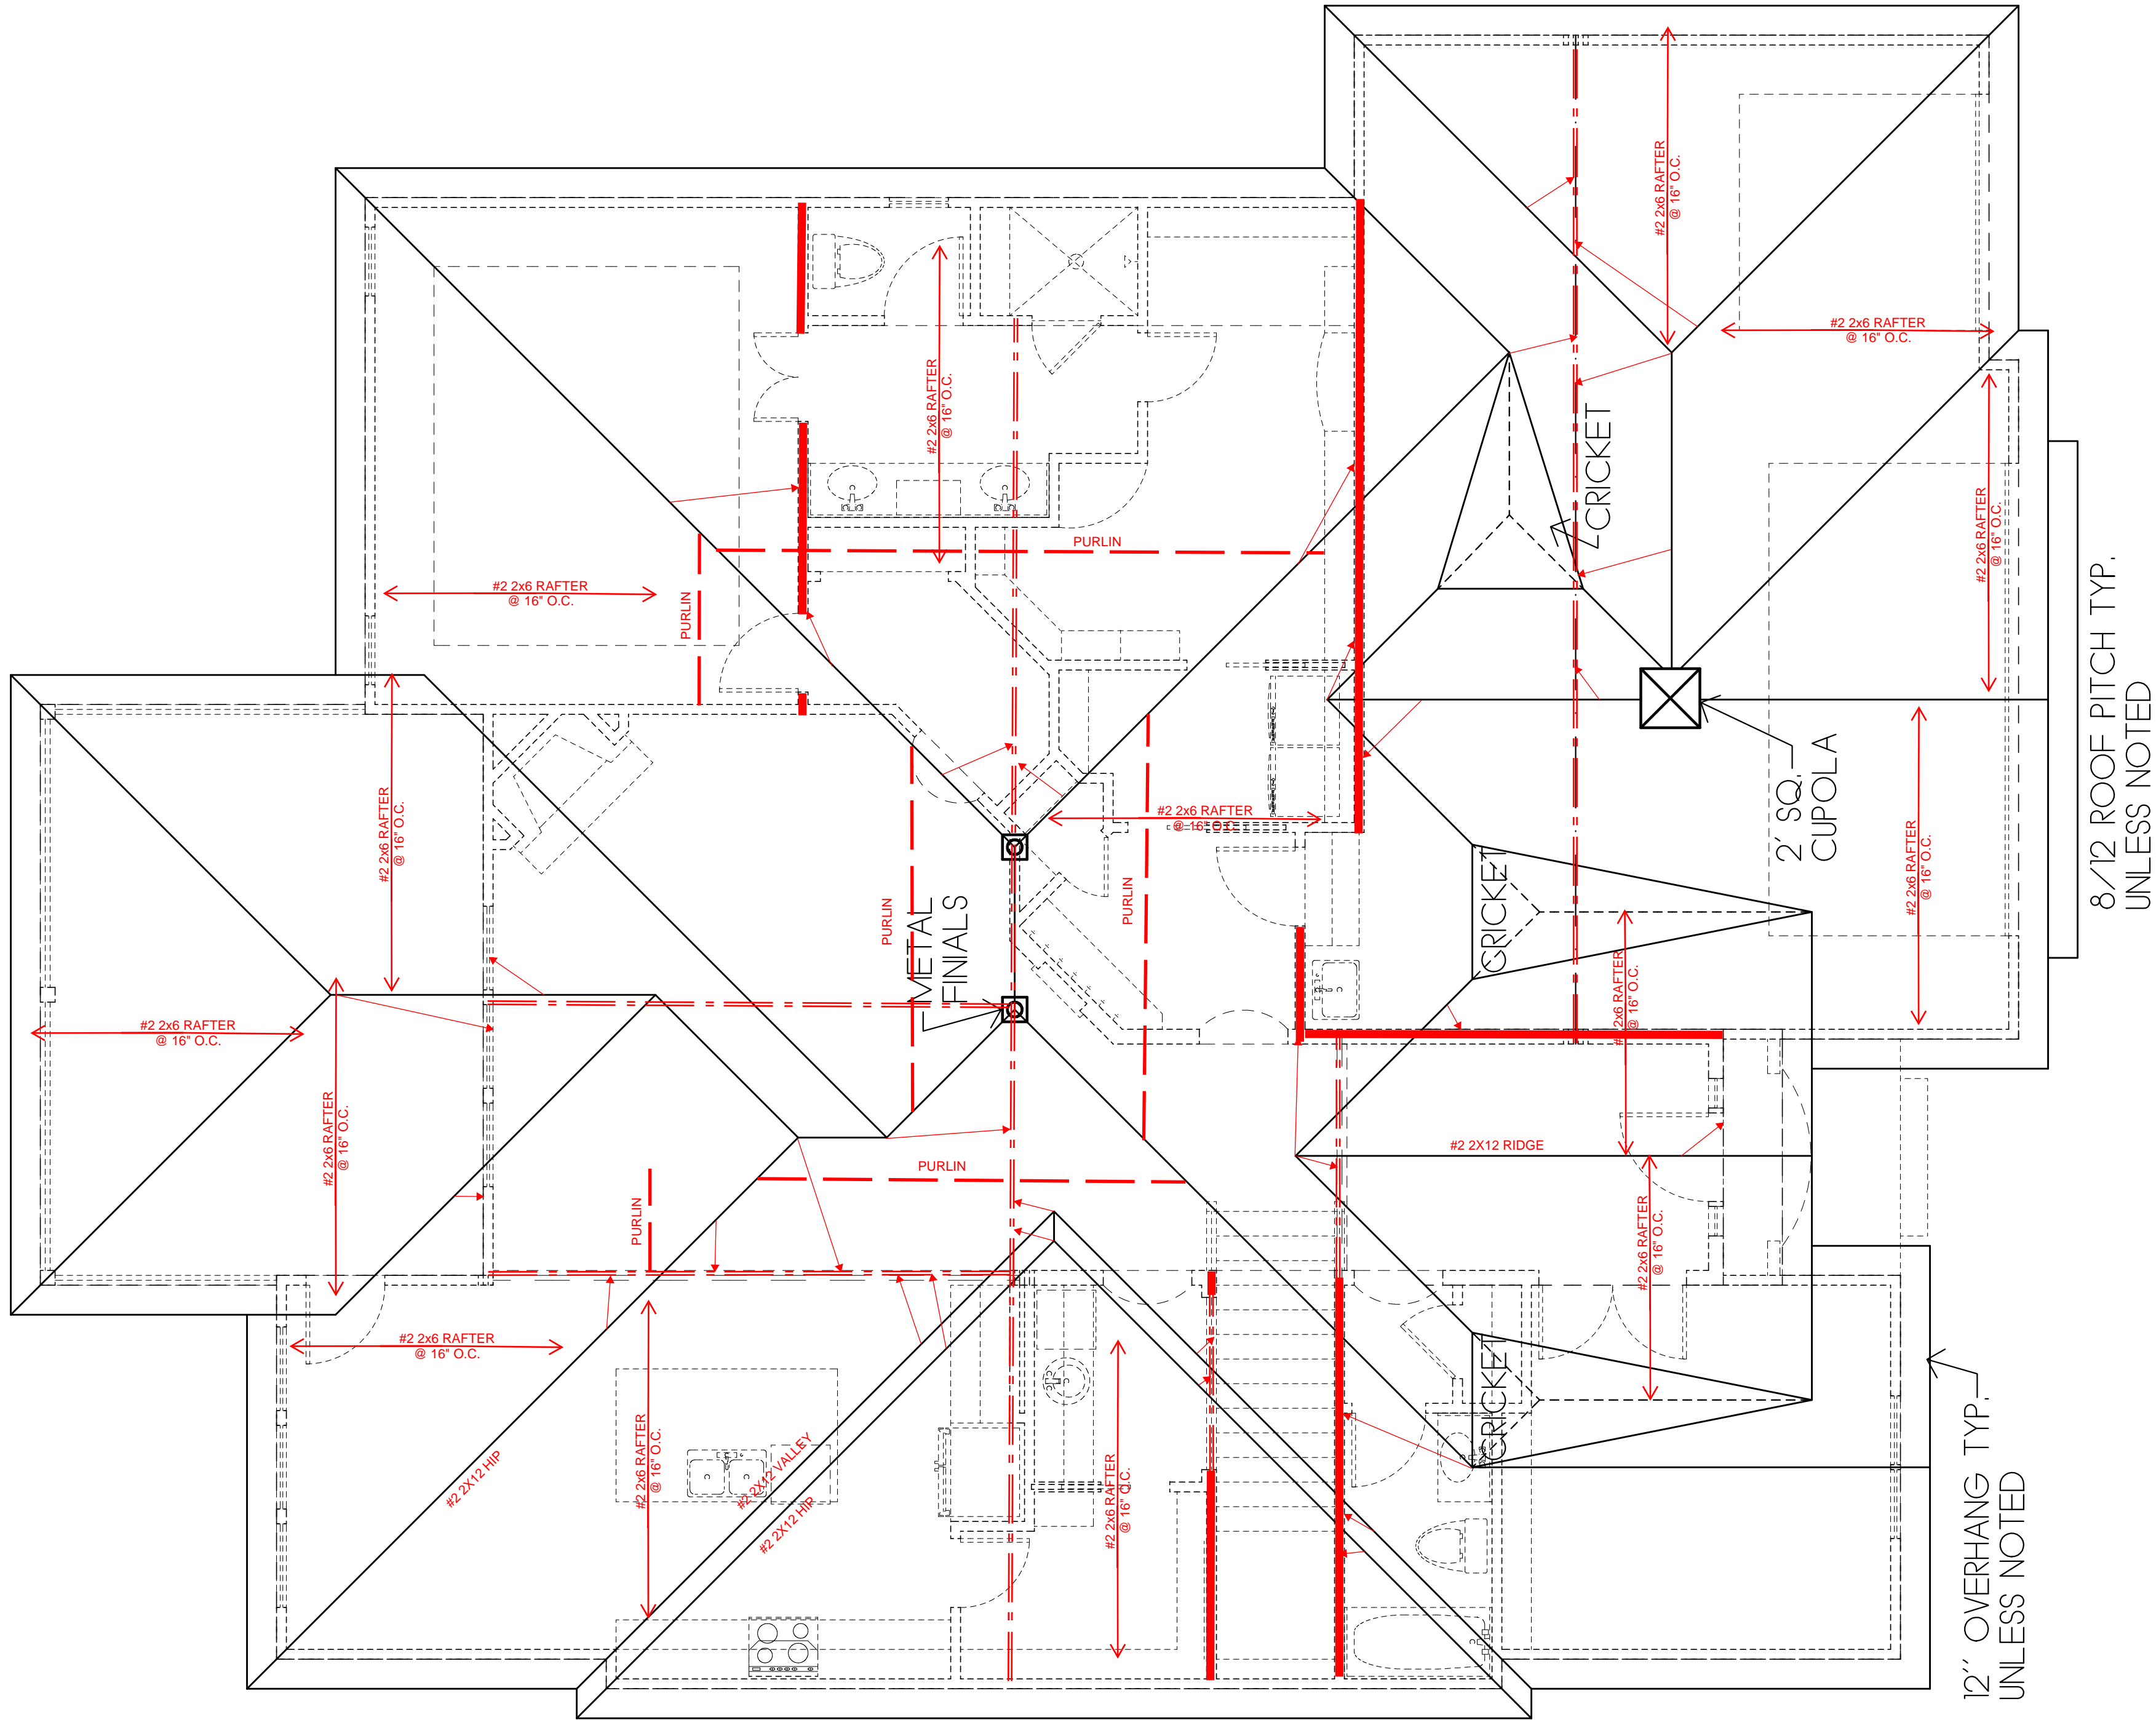 #2 2x6 RAFTER
@ 16" O.C.
#2 2x6 RAFTER
@ 16" O.C.
#2 2x6 RAFTER
@ 16" O.C.
#2 2x6 RAFTER
@ 16" O.C.
CRICKET
#2 2x6 RAFTER
@ 16" O.C.
PURLIN
PURLIN
#2 2x6 RAFTER
@ 16" O.C.
8/12 ROOF PITCH TYP.
UNLESS NOTED
2' SQ.
CUPOLA
#2 2x6 RAFTER
@ 16" O.C.
#2 2x6 RAFTER
@ 16" O.C.
PURLIN
PURLIN
METAL
FINIALS
CRICKET
#2 2x6 RAFTER
@ 16" O.C.
#2 2x6 RAFTER
@ 16" O.C.
#2 2x6 RAFTER
@ 16" O.C.
#2 2x6 RAFTER
@ 16" O.C.
#2 2X12 RIDGE
PURLIN
PURLIN
#2 2x6 RAFTER
@ 16" O.C.
#2 2x6 RAFTER
@ 16" O.C.
CRICKET
12'' OVERHANG TYP.
UNLESS NOTED
#2 2X12 HIP
#2 2x6 RAFTER
@ 16" O.C.
#2 2X12 VALLEY
#2 2X12 HIP
#2 2x6 RAFTER
@ 16" O.C.